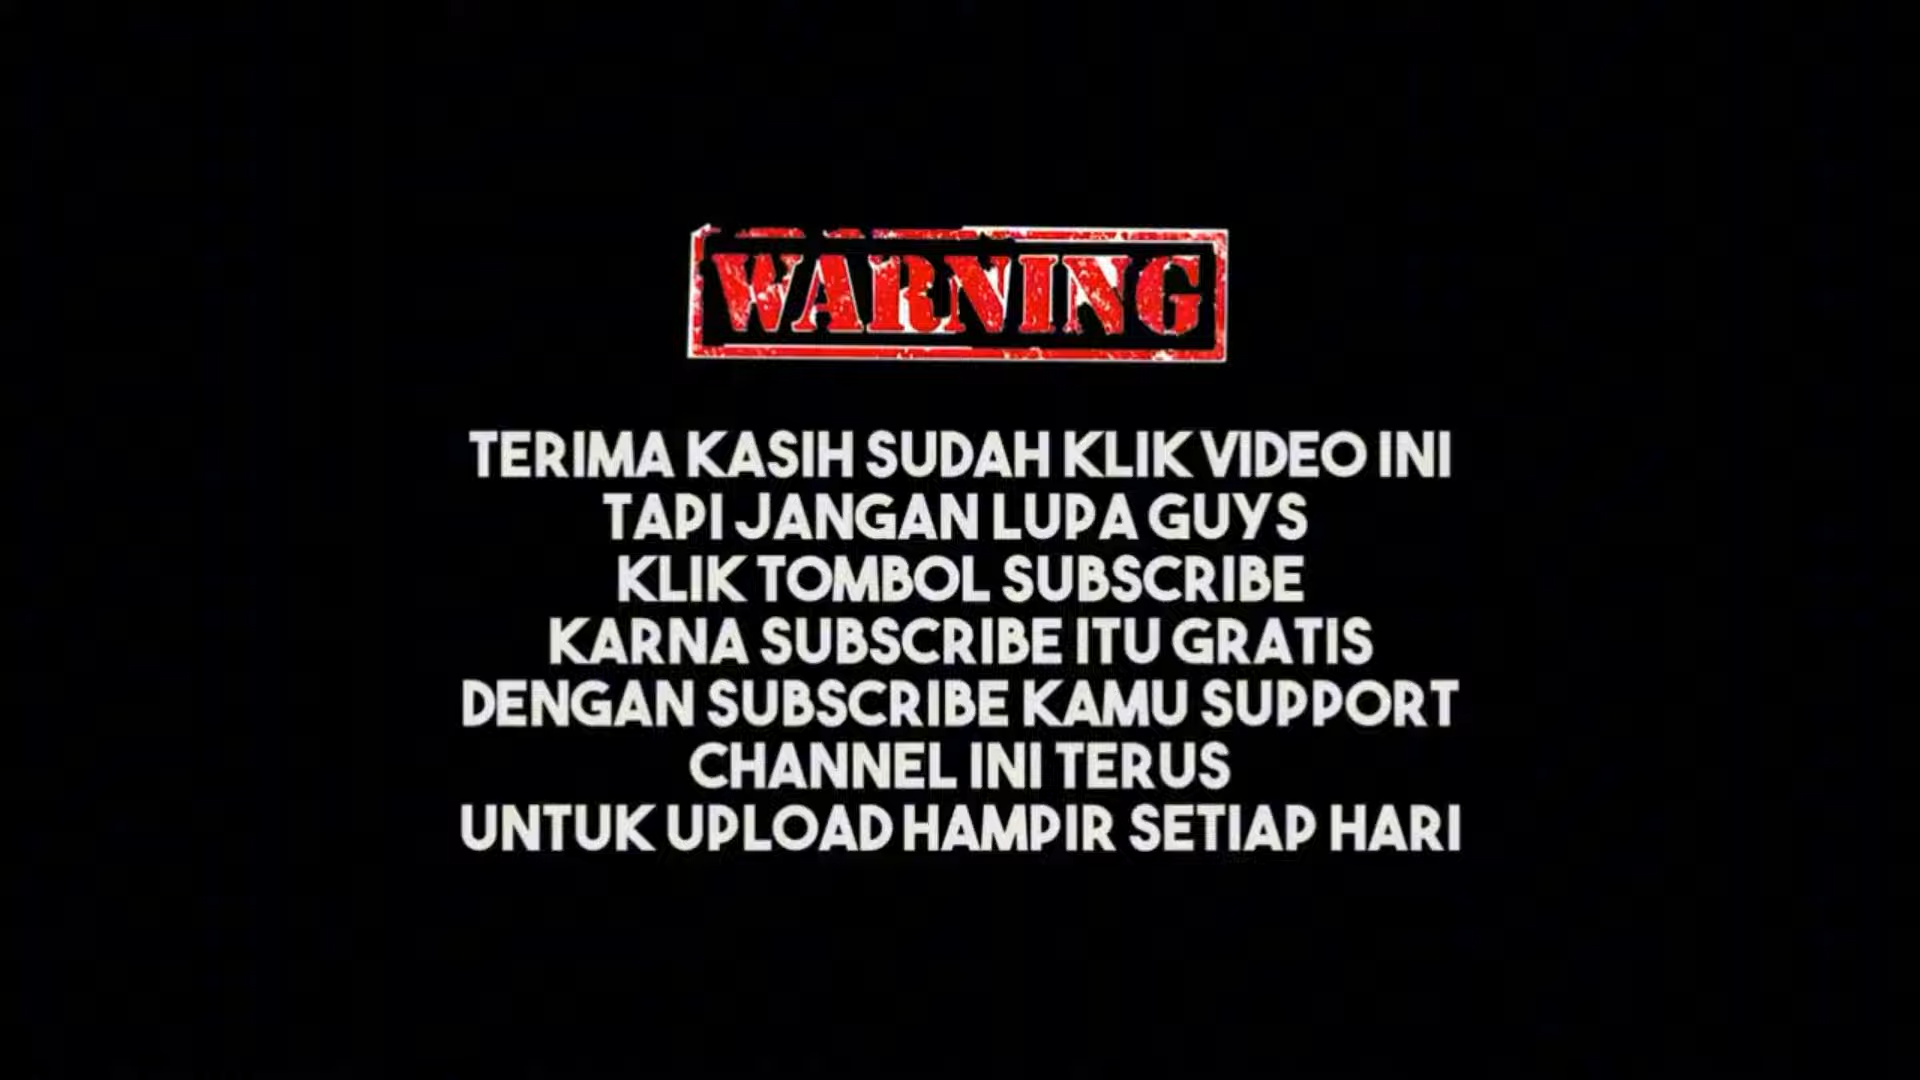 WARNING
TERIMA KASIH SUDAH KLIK VIDEO INI
TAPI JANGAN LUPA GUYS
KLIK TOMBOL SUBSCRIBE
KARNA SUBSCRIBE ITU GRATIS
DENGAN SUBSCRIBE KAMU SUPPORT
CHANNEL INI TERUS
UNTUK UPLOAD HAMPIR SETIAP HARI